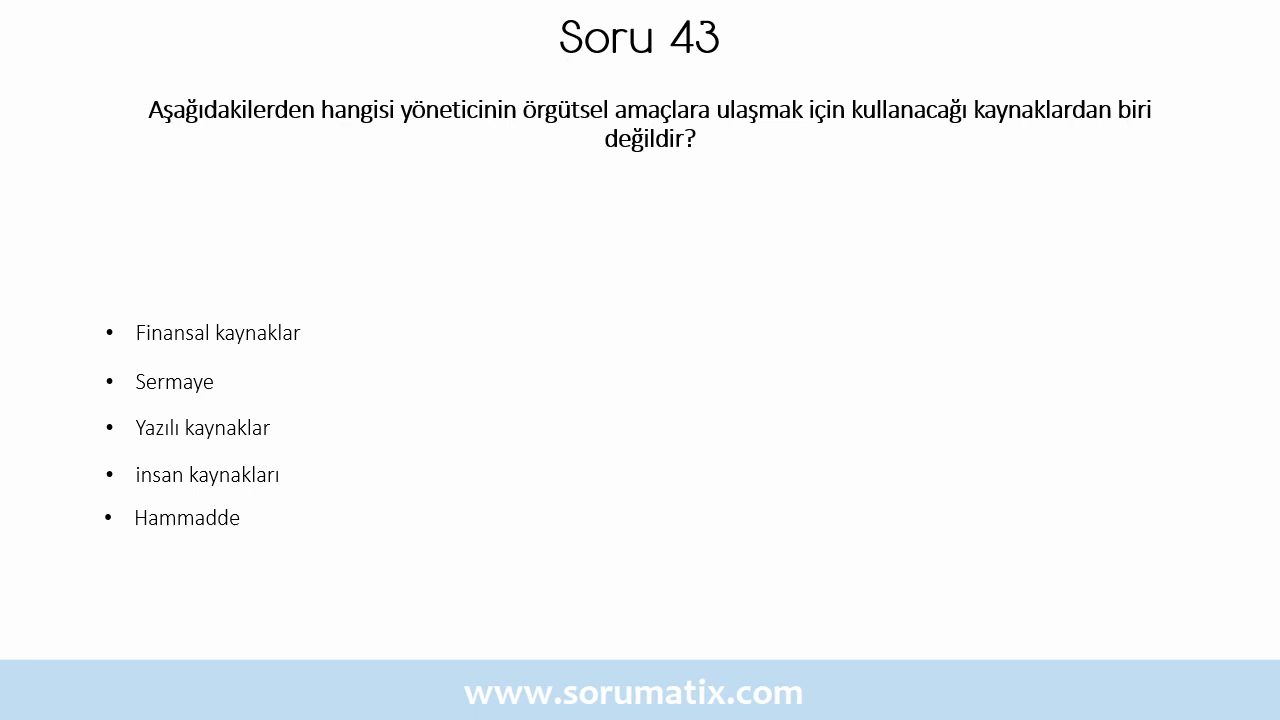 Soru 43
Aşağıdakilerden hangisi yöneticinin örgütsel amaçlara ulaşmak için kullanacağı kaynaklardan biri
değildir?
• Finansal kaynaklar
• Sermaye
• Yazılı kaynaklar
• insan kaynakları
• Hammadde
www.sorumatix.com